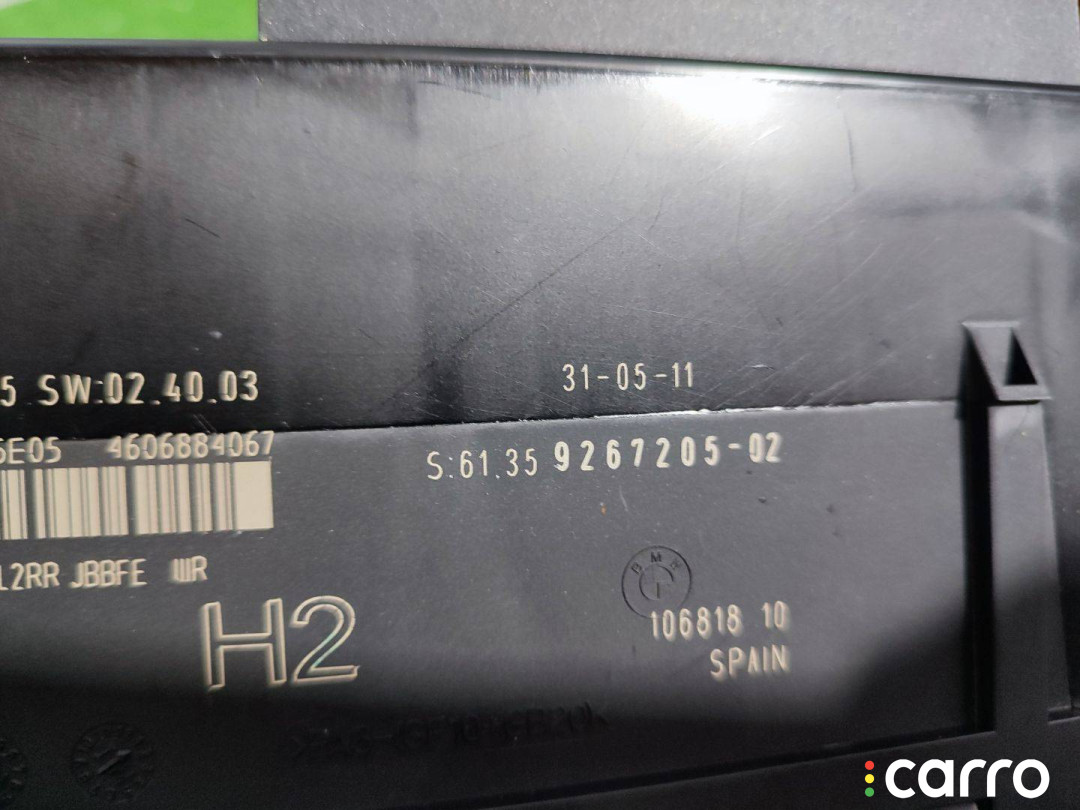 5 SW:02.40.03
31-05-11
6E05 4606884067
S:61.35 9267205-02
L2RR JBBFE WR
BMW
H2
106818 10
SPAIN
carro